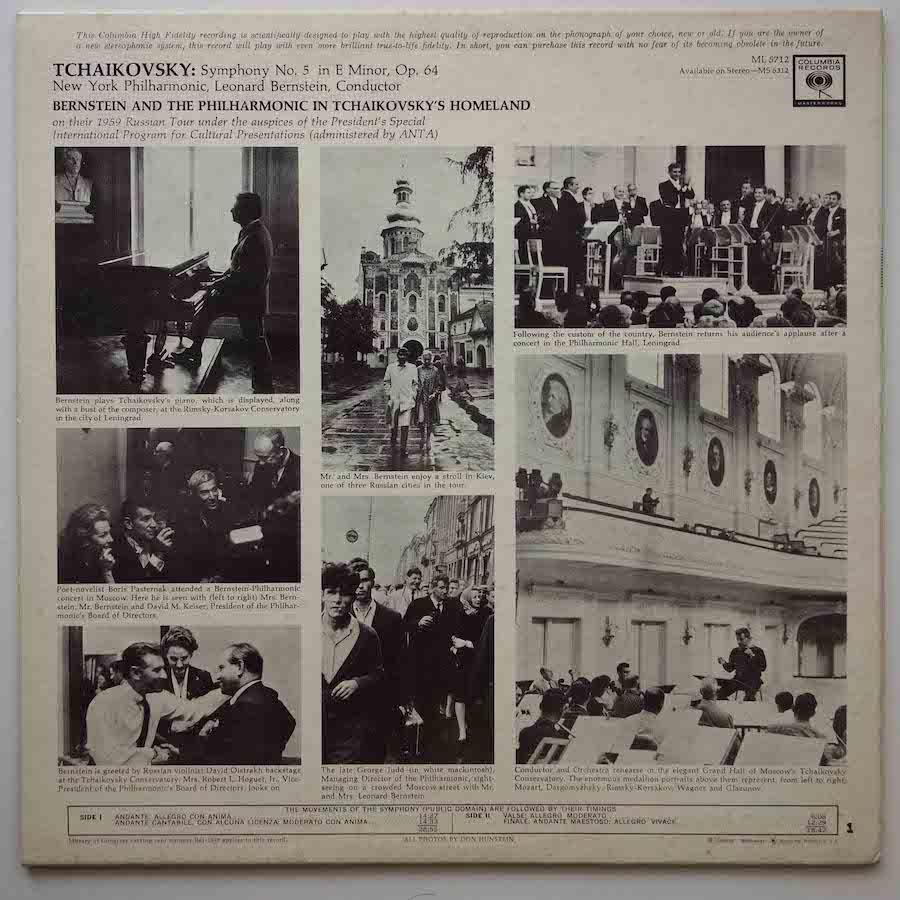 This Columbia High Fidelity recording is scientifically designed to play with the highest quality of reproduction on the phonograph of your choice, new or old. If you are the owner of
a new stereophonic system, this record will play with even more brilliant true-to-life fidelity. In short, you can purchase this record with no fear of its becoming obsolete in the future.
TCHAIKOVSKY: Symphony No. 5 in E Minor, Op. 64
New York Philharmonic, Leonard Bernstein, Conductor
ML 5712
Available on Stereo—MS 6312
COLUMBIA
RECORDS
MASTERWORKS
BERNSTEIN AND THE PHILHARMONIC IN TCHAIKOVSKY'S HOMELAND
on their 1959 Russian Tour under the auspices of the President's Special
International Program for Cultural Presentations (administered by ANTA)
Bernstein plays Tchaikovsky's piano, which is displayed, along
with a bust of the composer, at the Rimsky-Korsakov Conservatory
in the city of Leningrad.
Poet-novelist Boris Pasternak attended a Bernstein-Philharmonic
concert in Moscow. Here he is seen with (left to right) Mrs. Bern-
stein, Mr. Bernstein and David M. Keiser, President of the Philhar-
monic's Board of Directors.
Bernstein is greeted by Russian violinist David Oistrakh backstage
at the Tchaikovsky Conservatory; Mrs. Robert L. Hoguet, Jr., Vice-
President of the Philharmonic's Board of Directors, looks on.
Mr. and Mrs. Bernstein enjoy a stroll in Kiev,
one of three Russian cities in the tour.
The late George Judd (in white mackintosh),
Managing Director of the Philharmonic, sight-
seeing on a crowded Moscow street with Mr.
and Mrs. Leonard Bernstein.
Following the custom of the country, Bernstein returns his audience's applause after a
concert in the Philharmonic Hall, Leningrad.
Conductor and Orchestra rehearse in the elegant Grand Hall of Moscow's Tchaikovsky
Conservatory. The enormous medallion portraits above them represent, from left to right:
Mozart, Dargomyzhsky, Rimsky-Korsakov, Wagner and Glazunov.
THE MOVEMENTS OF THE SYMPHONY (PUBLIC DOMAIN) ARE FOLLOWED BY THEIR TIMINGS
SIDE I ANDANTE; ALLEGRO CON ANIMA 14:27
ANDANTE CANTABILE, CON ALCUNA LICENZA; MODERATO CON ANIMA
SIDE II VALSE: ALLEGRO MODERATO
FINALE: ANDANTE MAESTOSO; ALLEGRO VIVACE
1
Library of Congress catalog card number applies to this record.
ALL PHOTOS BY DON HUNSTEIN